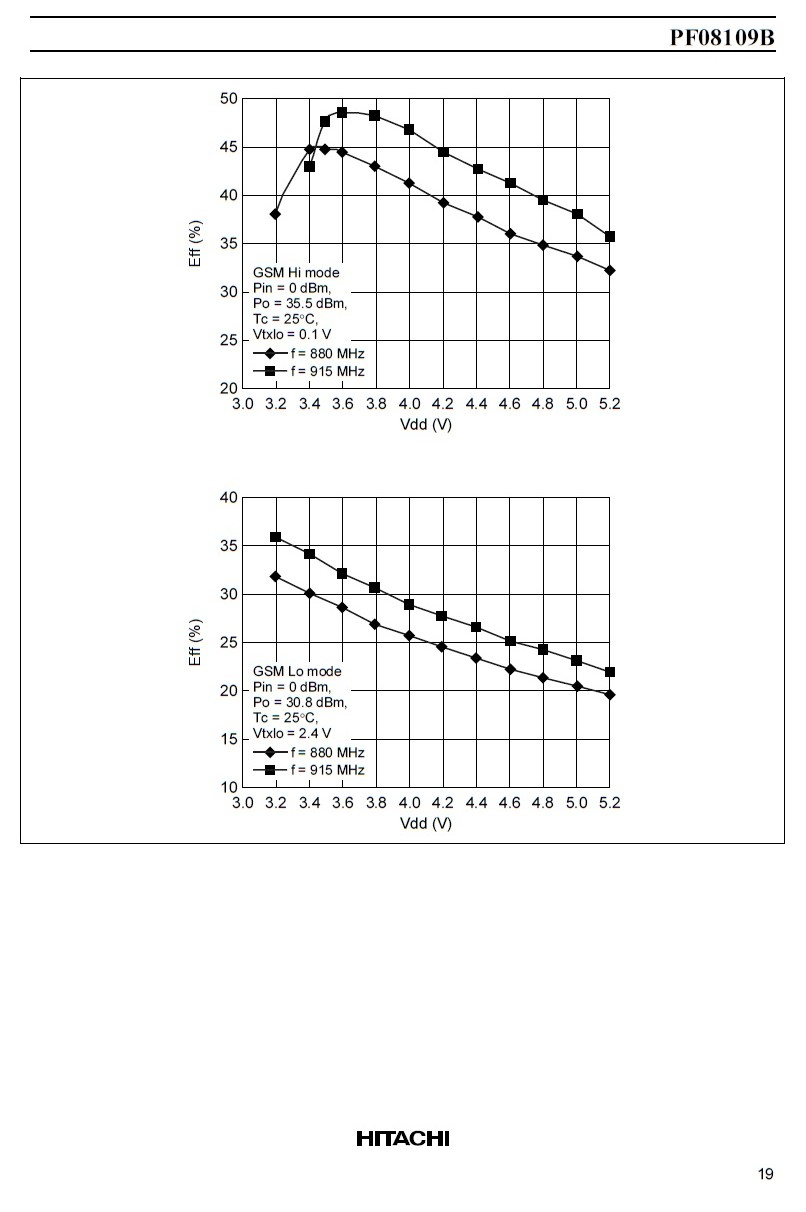 PF08109B
50
45
40
35
30
25
20
Eff (%)
GSM Hi mode
Pin = 0 dBm,
Po = 35.5 dBm,
Tc = 25°C,
Vtxlo = 0.1 V
f = 880 MHz
f = 915 MHz
3.0 3.2 3.4 3.6 3.8 4.0 4.2 4.4 4.6 4.8 5.0 5.2
Vdd (V)
40
35
30
25
20
15
10
Eff (%)
GSM Lo mode
Pin = 0 dBm,
Po = 30.8 dBm,
Tc = 25°C,
Vtxlo = 2.4 V
f = 880 MHz
f = 915 MHz
3.0 3.2 3.4 3.6 3.8 4.0 4.2 4.4 4.6 4.8 5.0 5.2
Vdd (V)
HITACHI
19